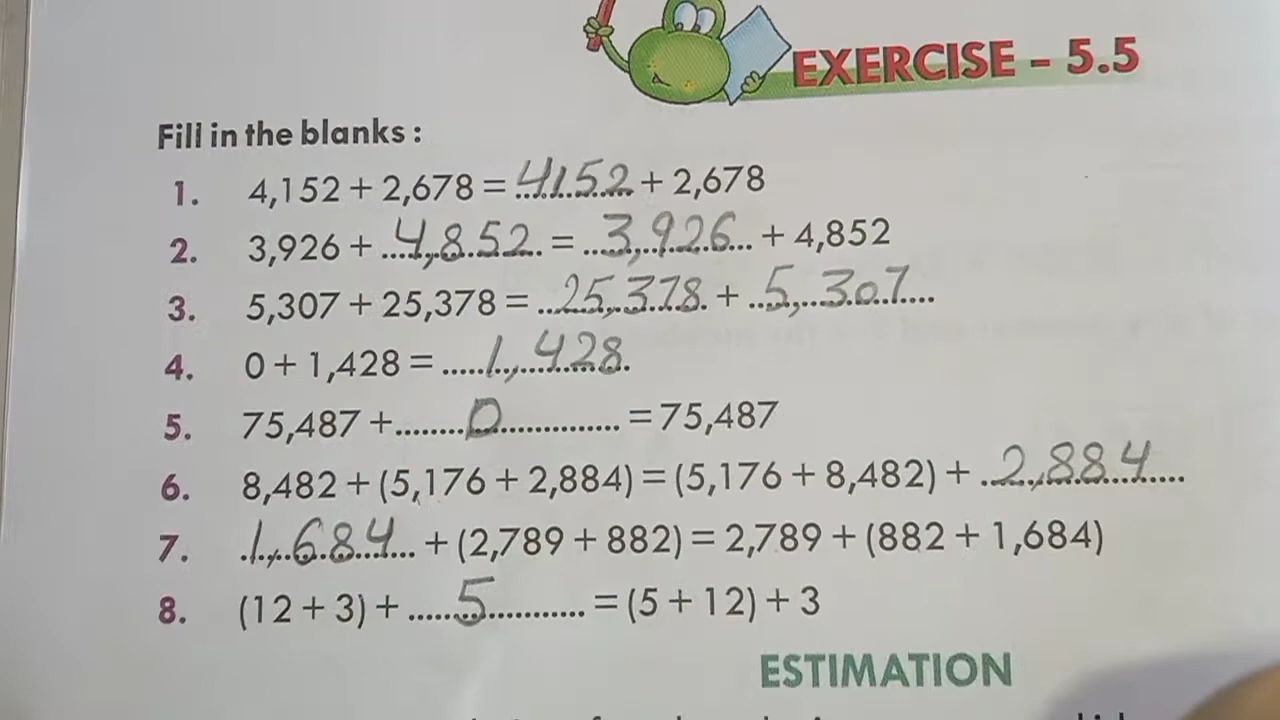 EXERCISE - 5.5
Fill in the blanks :
1. 4,152 + 2,678 = 4152 + 2,678
2. 3,926 + 4,852 = 3,926 + 4,852
3. 5,307 + 25,378 = 25,378 + 5,307
4. 0 + 1,428 = 1,428
5. 75,487 + 0 = 75,487
6. 8,482 + (5,176 + 2,884) = (5,176 + 8,482) + 2,884
7. 1,684 + (2,789 + 882) = 2,789 + (882 + 1,684)
8. (12 + 3) + 5 = (5 + 12) + 3
ESTIMATION